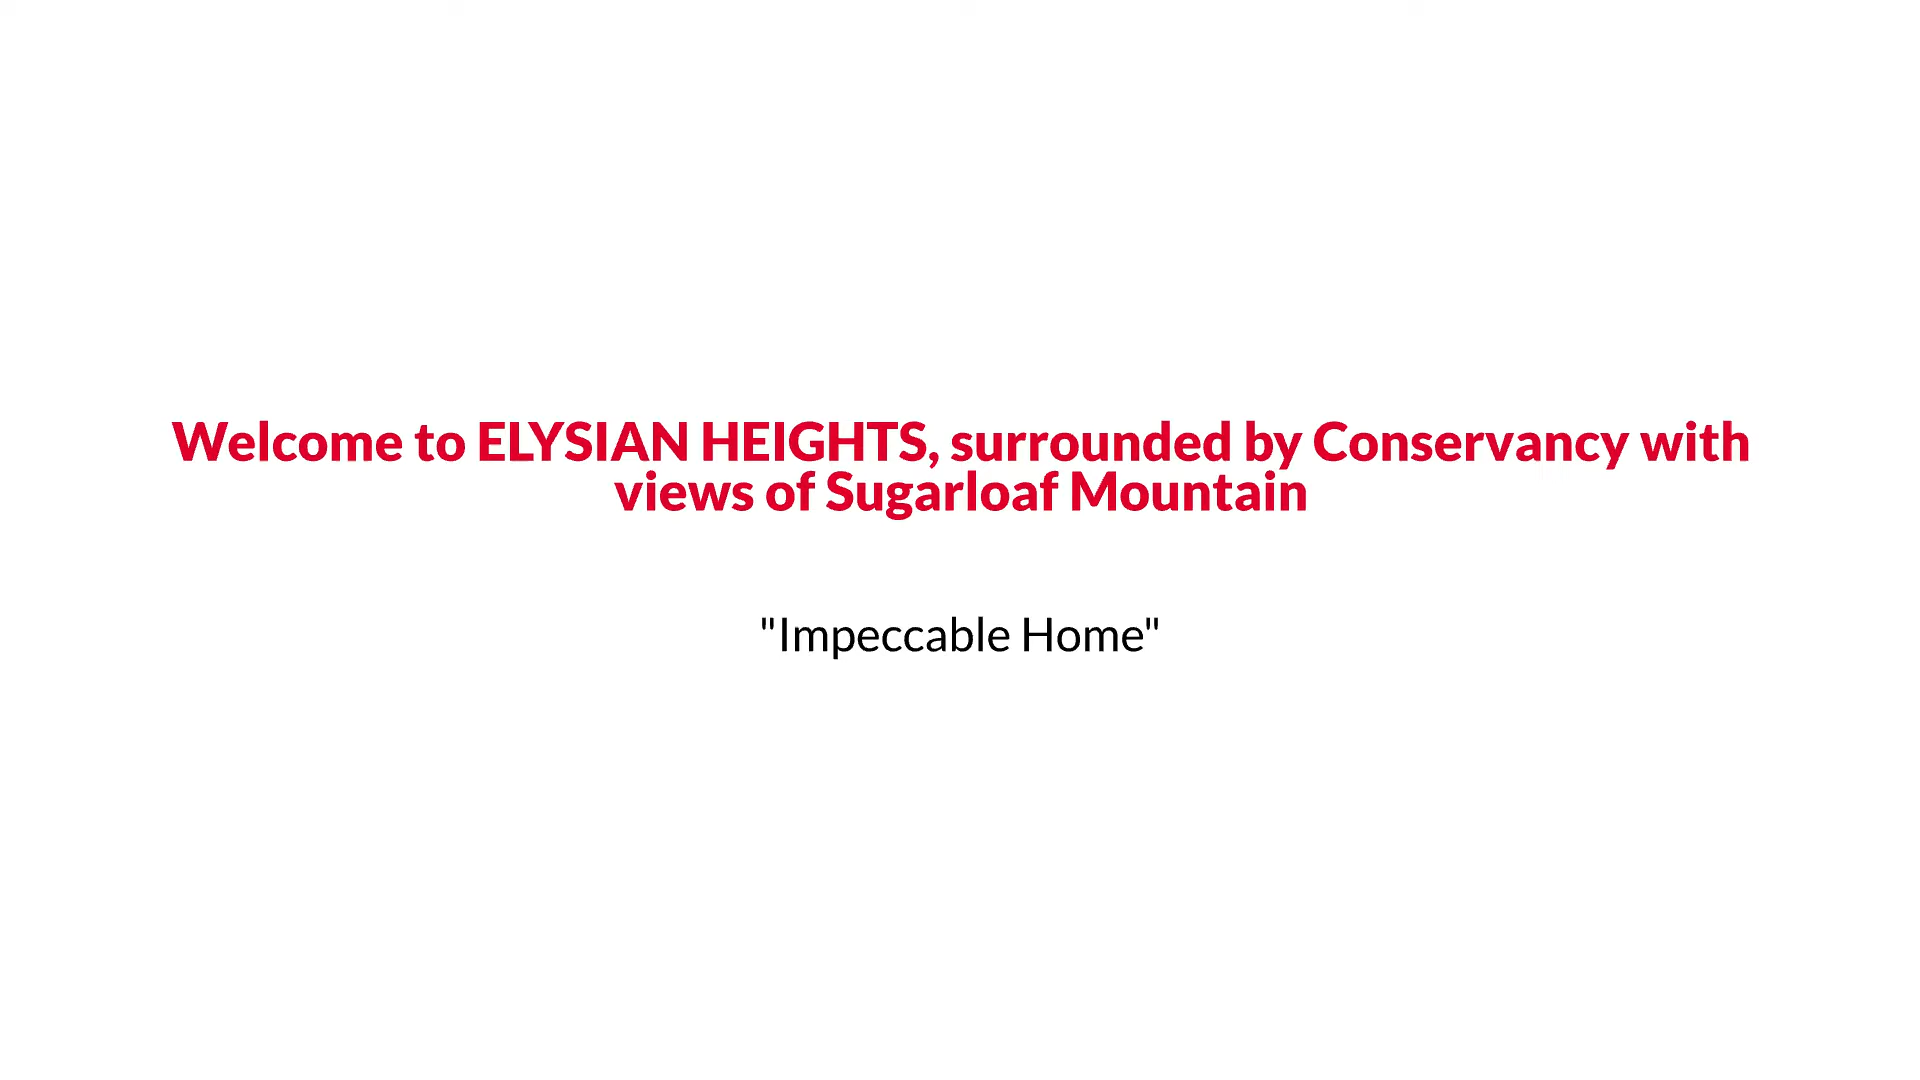 Welcome to ELYSIAN HEIGHTS, surrounded by Conservancy with
views of Sugarloaf Mountain
"Impeccable Home"